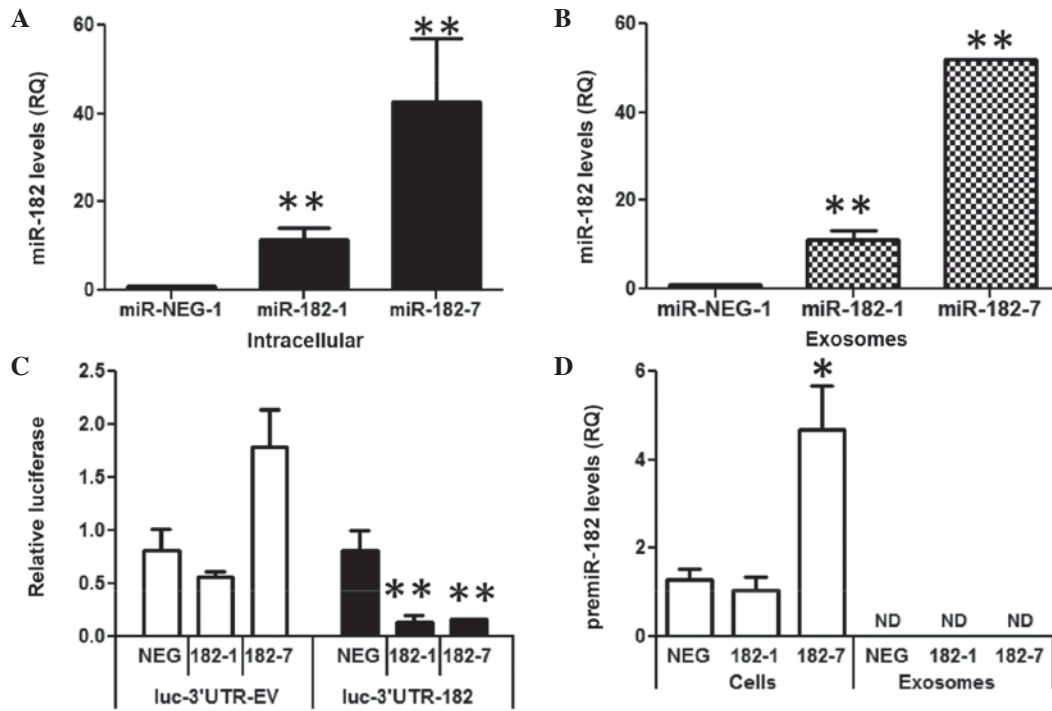 A
miR-182 levels (RQ)
60
40
20
0
** **
miR-NEG-1 miR-182-1 miR-182-7
Intracellular
B
miR-182 levels (RQ)
60
40
20
0
** **
miR-NEG-1 miR-182-1 miR-182-7
Exosomes
C
Relative luciferase
2.5
2.0
1.5
1.0
0.5
0.0
** **
NEG 182-1 182-7 NEG 182-1 182-7
luc-3'UTR-EV luc-3'UTR-182
D
premiR-182 levels (RQ)
6
4
2
0
*
ND ND ND
NEG 182-1 182-7 NEG 182-1 182-7
Cells Exosomes